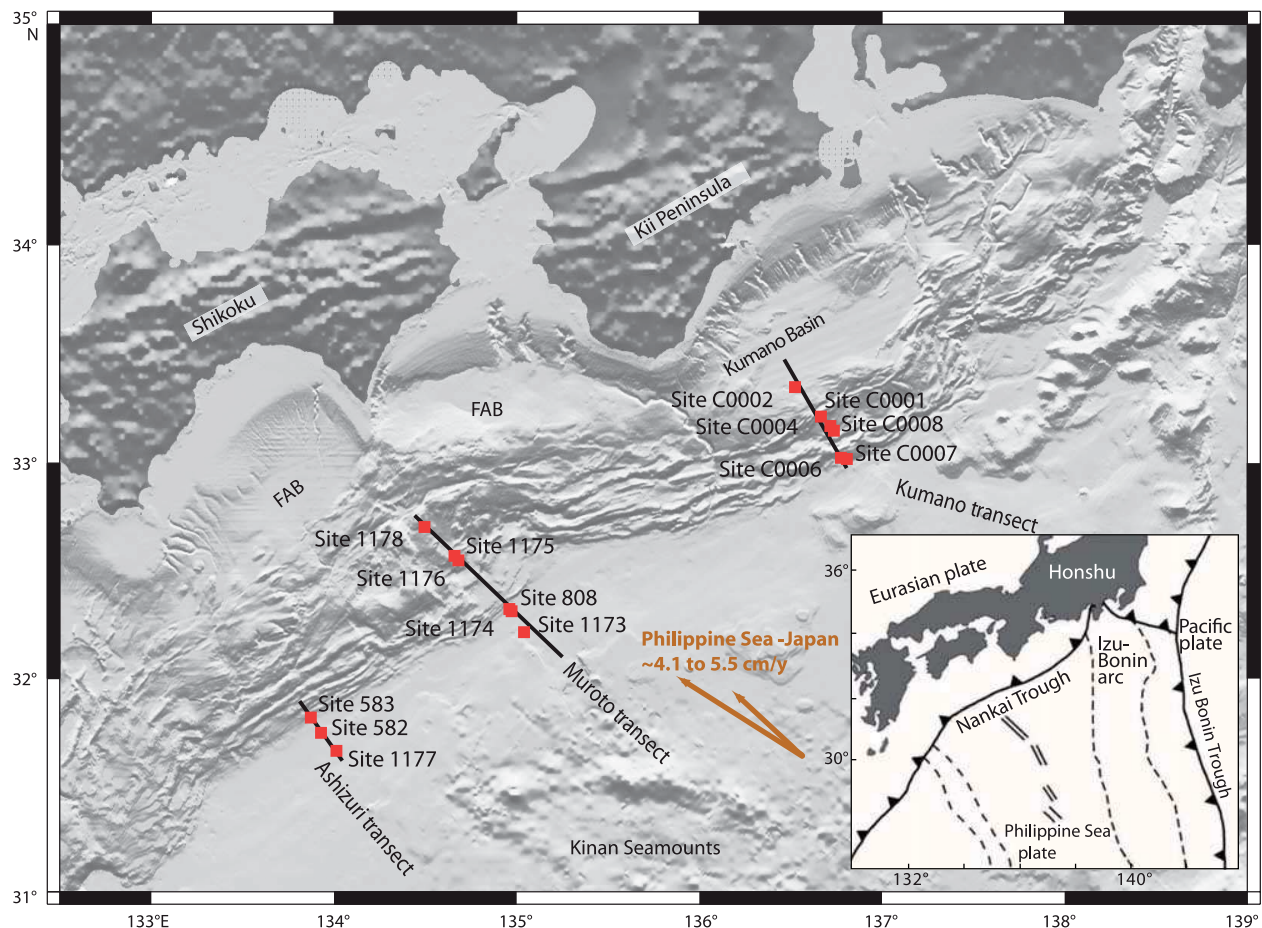 35°
N
34°
33°
32°
31°
133°E
134°
135°
136°
137°
138°
139°
Shikoku
Kii Peninsula
Kumano Basin
FAB
FAB
Site C0002
Site C0001
Site C0004
Site C0008
Site C0006
Site C0007
Kumano transect
Site 1178
Site 1175
Site 1176
Site 808
Site 1174
Site 1173
Muroto transect
Philippine Sea -Japan
~4.1 to 5.5 cm/y
Site 583
Site 582
Site 1177
Ashizuri transect
Kinan Seamounts
36°
30°
132°
140°
Eurasian plate
Honshu
Izu-
Bonin
arc
Pacific
plate
Nankai Trough
Izu Bonin Trough
Philippine Sea
plate